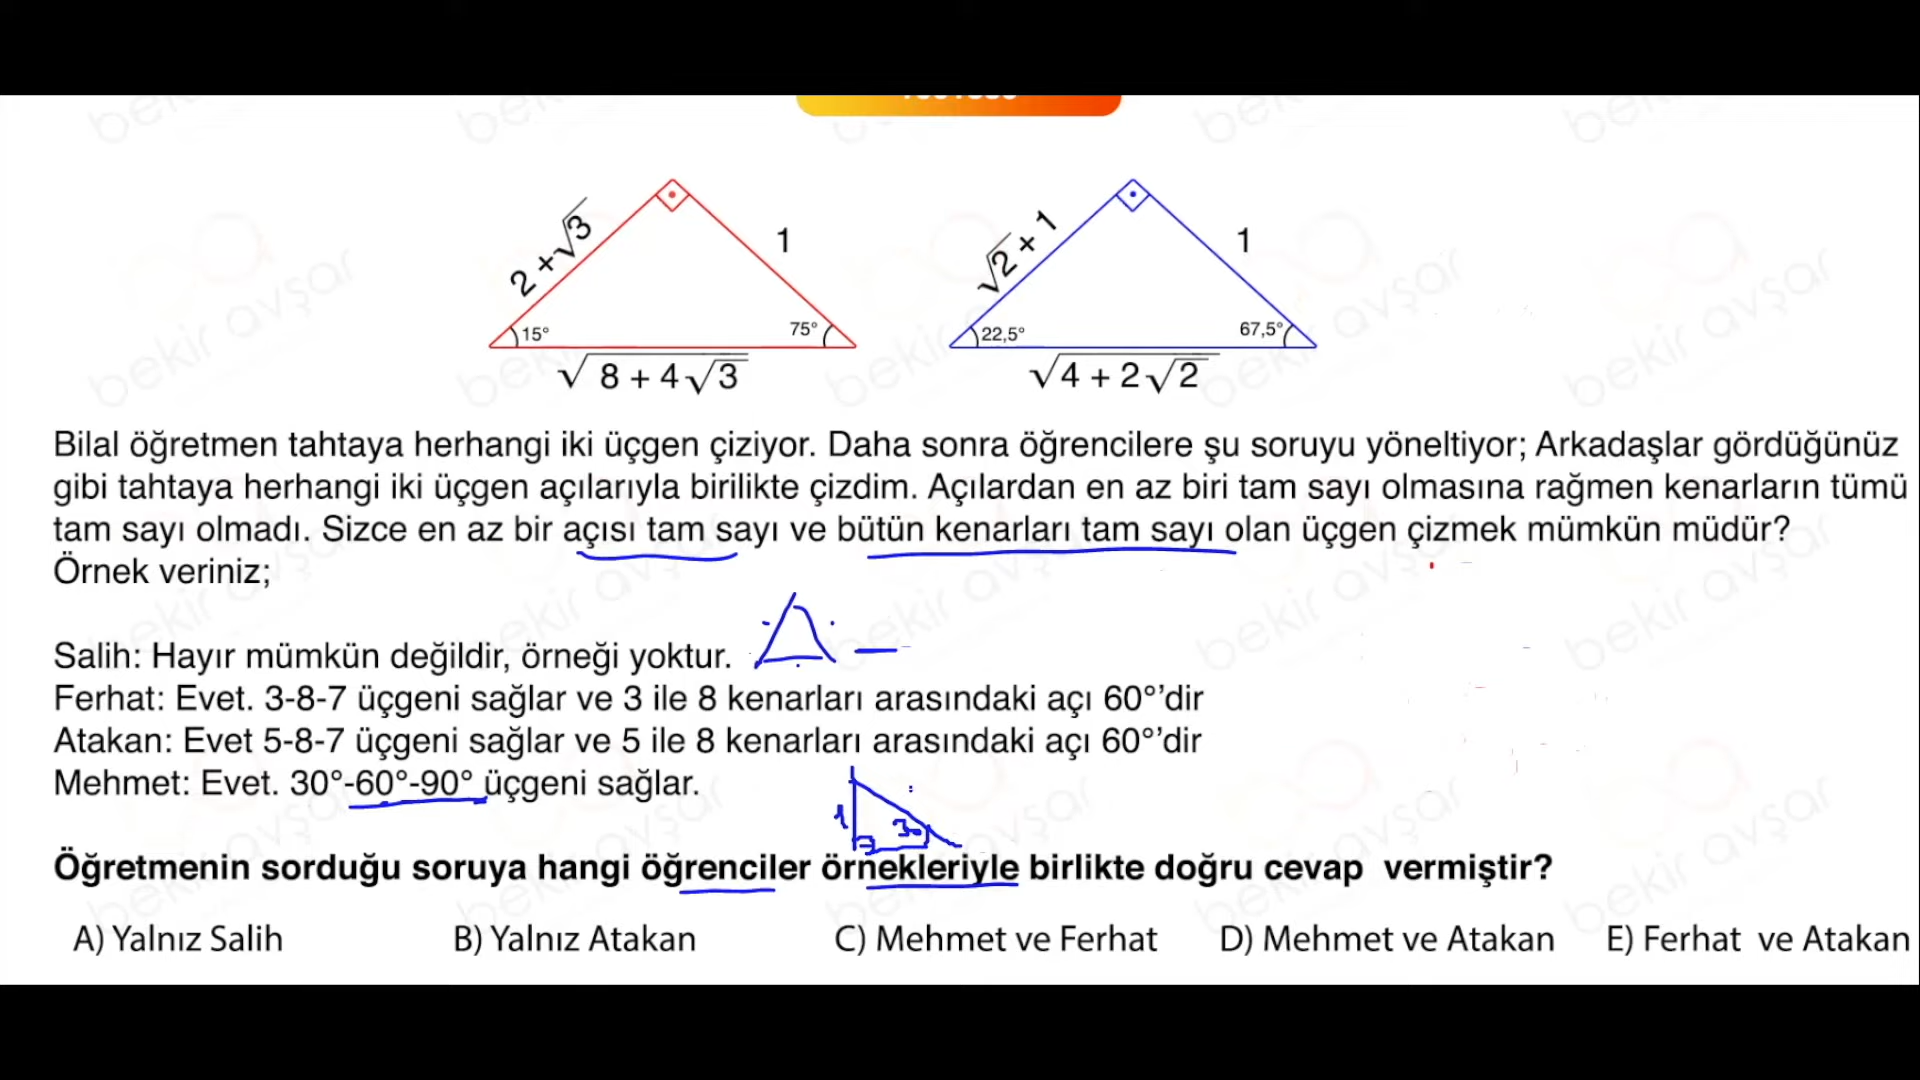 2 + √3
1
15°
75°
√8 + 4√3
√2 + 1
1
22,5°
67,5°
√4 + 2√2
Bilal öğretmen tahtaya herhangi iki üçgen çiziyor. Daha sonra öğrencilere şu soruyu yöneltiyor; Arkadaşlar gördüğünüz
gibi tahtaya herhangi iki üçgen açılarıyla birilikte çizdim. Açılardan en az biri tam sayı olmasına rağmen kenarların tümü
tam sayı olmadı. Sizce en az bir açısı tam sayı ve bütün kenarları tam sayı olan üçgen çizmek mümkün müdür?
Örnek veriniz;
Salih: Hayır mümkün değildir, örneği yoktur.
Ferhat: Evet. 3-8-7 üçgeni sağlar ve 3 ile 8 kenarları arasındaki açı 60°’dir
Atakan: Evet 5-8-7 üçgeni sağlar ve 5 ile 8 kenarları arasındaki açı 60°’dir
Mehmet: Evet. 30°-60°-90° üçgeni sağlar.
1
30
Öğretmenin sorduğu soruya hangi öğrenciler örnekleriyle birlikte doğru cevap vermiştir?
A) Yalnız Salih B) Yalnız Atakan C) Mehmet ve Ferhat D) Mehmet ve Atakan E) Ferhat ve Atakan
bekir avşar